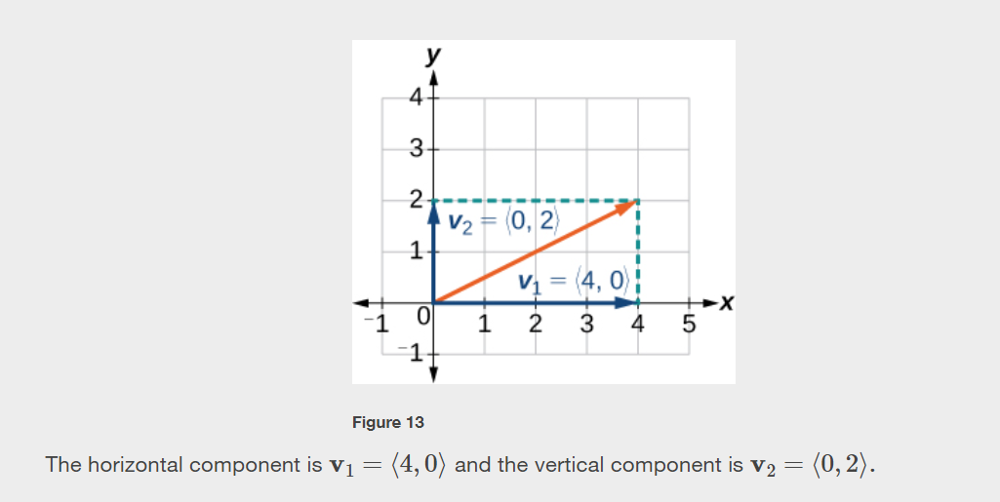 y
4
3
2
v₂ = ⟨0, 2⟩
1
v₁ = ⟨4, 0⟩
x
−1 0 1 2 3 4 5
−1
Figure 13
The horizontal component is v₁ = ⟨4, 0⟩ and the vertical component is v₂ = ⟨0, 2⟩.